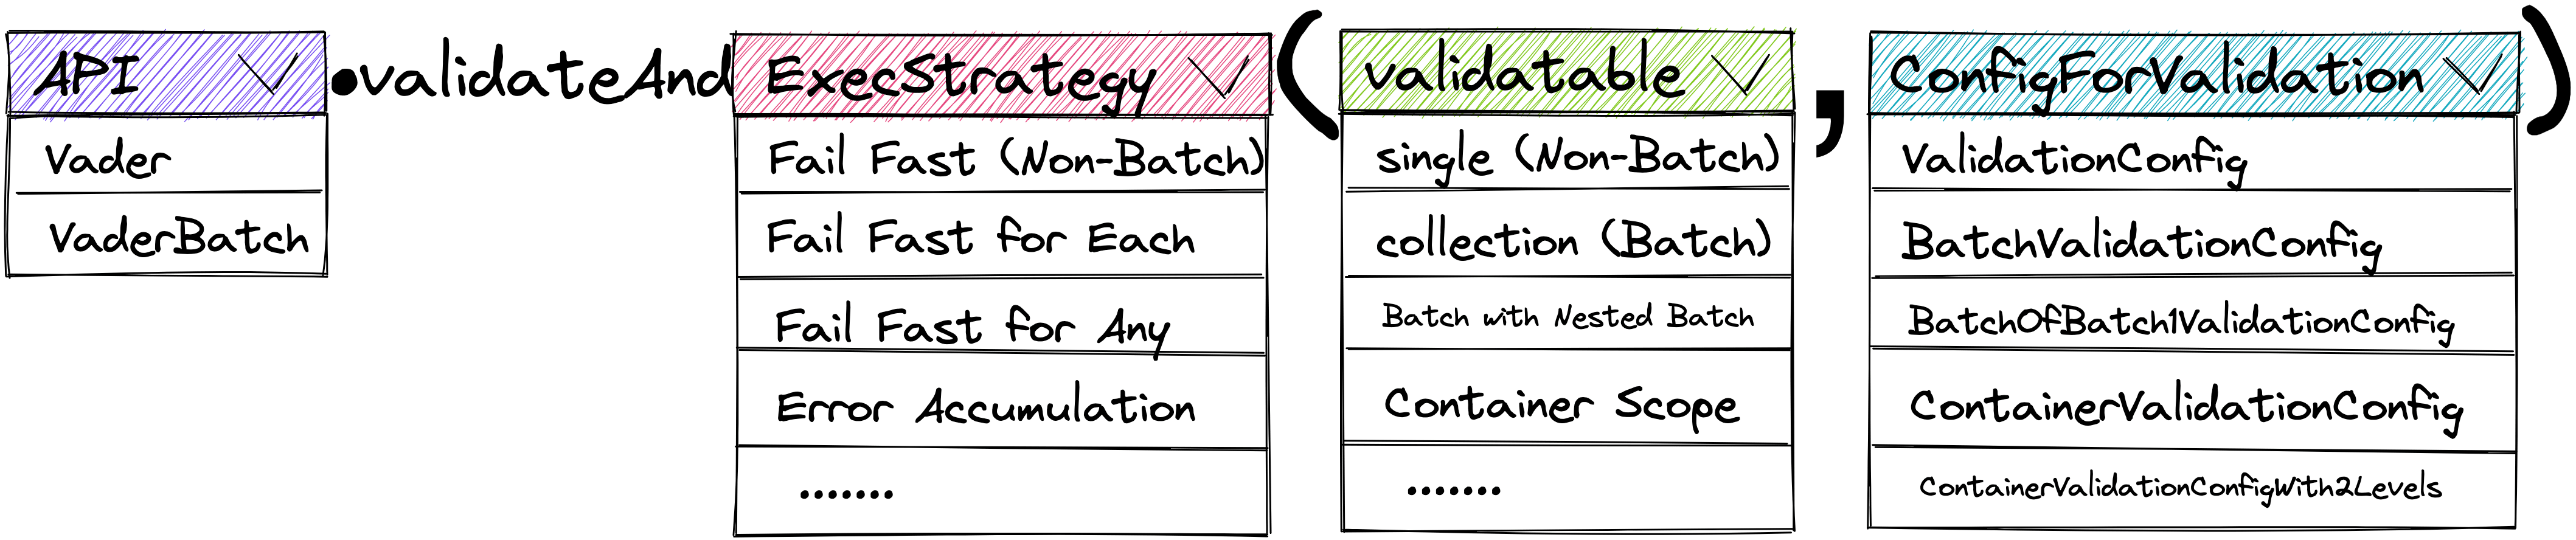 API .validateAnd ExecStrategy ( validatable , ConfigForValidation )
Vader
VaderBatch
Fail Fast (Non-Batch)
Fail Fast for Each
Fail Fast for Any
Error Accumulation
.......
single (Non-Batch)
collection (Batch)
Batch with Nested Batch
Container Scope
.......
ValidationConfig
BatchValidationConfig
BatchOfBatch1ValidationConfig
ContainerValidationConfig
ContainerValidationConfigWith2Levels